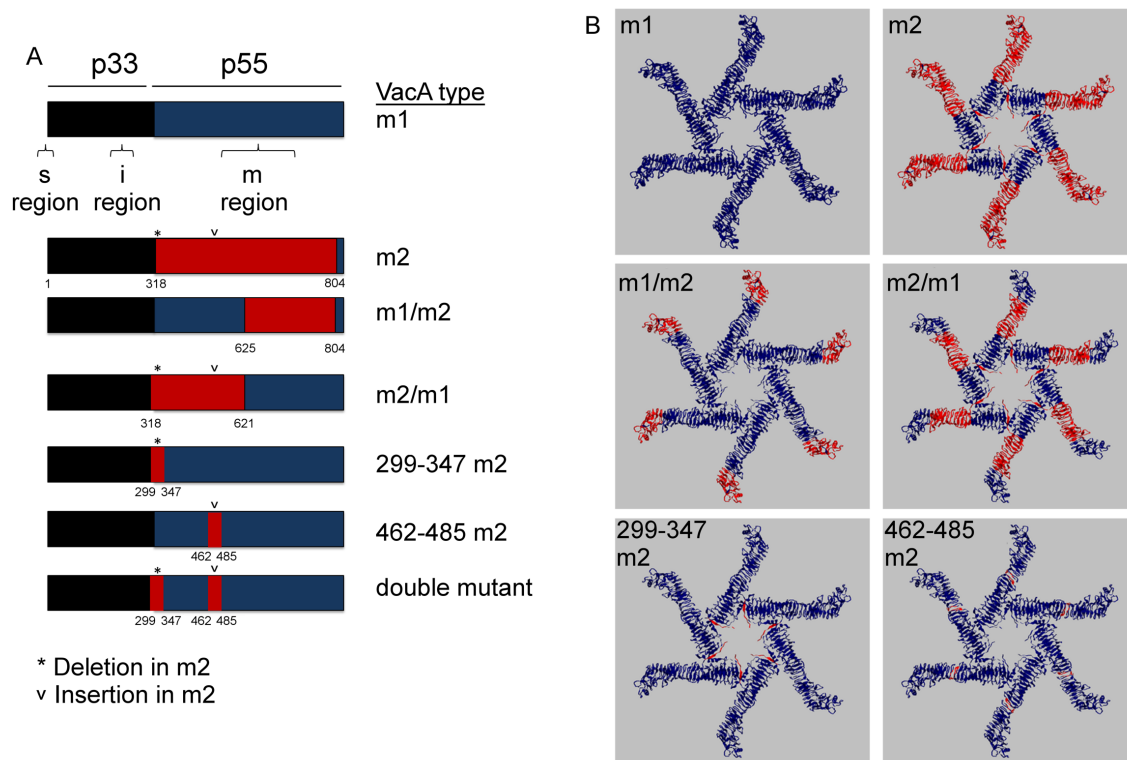 A
p33 p55
VacA type
m1
s region
i region
m region
* v
m2
1 318 804
m1/m2
625 804
* v
m2/m1
318 621
*
299-347 m2
299 347
v
462-485 m2
462 485
* v
double mutant
299 347 462 485
* Deletion in m2
v Insertion in m2
B
m1
m2
m1/m2
m2/m1
299-347
m2
462-485
m2